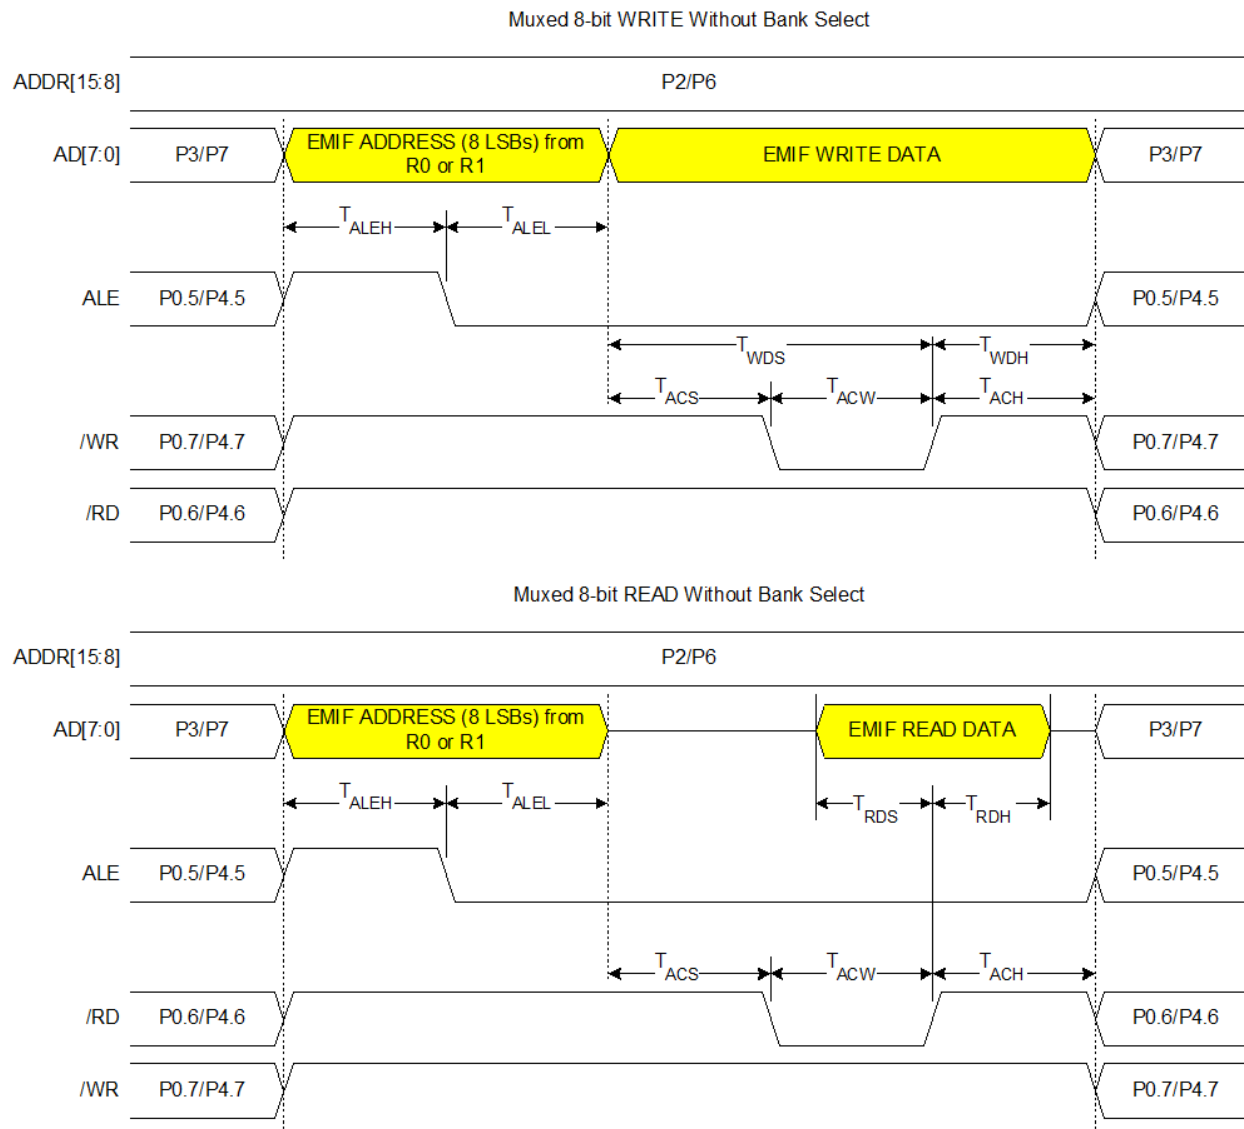 Muxed 8-bit WRITE Without Bank Select
ADDR[15:8] P2/P6
AD[7:0] P3/P7 EMIF ADDRESS (8 LSBs) from EMIF WRITE DATA P3/P7
R0 or R1
TALEH TALEL
ALE P0.5/P4.5 P0.5/P4.5
TWDS TWDH
TACS TACW TACH
/WR P0.7/P4.7 P0.7/P4.7
/RD P0.6/P4.6 P0.6/P4.6
Muxed 8-bit READ Without Bank Select
ADDR[15:8] P2/P6
AD[7:0] P3/P7 EMIF ADDRESS (8 LSBs) from EMIF READ DATA P3/P7
R0 or R1
TALEH TALEL TRDS TRDH
ALE P0.5/P4.5 P0.5/P4.5
TACS TACW TACH
/RD P0.6/P4.6 P0.6/P4.6
/WR P0.7/P4.7 P0.7/P4.7